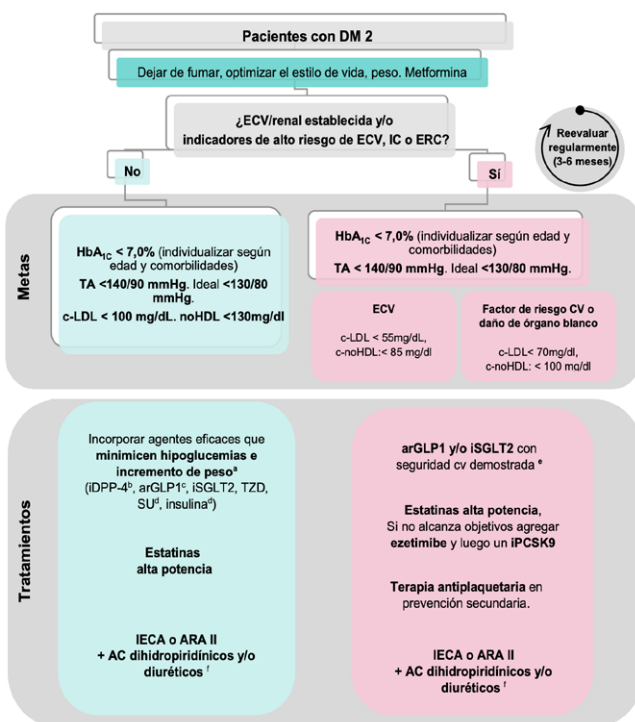 Pacientes con DM 2
Dejar de fumar, optimizar el estilo de vida, peso. Metformina
¿ECV/renal establecida y/o
indicadores de alto riesgo de ECV, IC o ERC?
Reevaluar
regularmente
(3-6 meses)
No
Sí
Metas
HbA1C < 7,0% (individualizar según
edad y comorbilidades)
TA <140/90 mmHg. Ideal <130/80
mmHg.
c-LDL < 100 mg/dL. noHDL <130mg/dl
HbA1C < 7,0% (individualizar según edad y
comorbilidades)
TA < 140/90 mmHg. Ideal <130/80 mmHg.
ECV
c-LDL < 55mg/dL,
c-noHDL:< 85 mg/dl
Factor de riesgo CV o
daño de órgano blanco
c-LDL< 70mg/dl,
c-noHDL: < 100 mg/dl
Tratamientos
Incorporar agentes eficaces que
minimicen hipoglucemias e
incremento de pesoᵃ
(iDPP-4ᵇ, arGLP1ᶜ, iSGLT2, TZD,
SUᵈ, insulinaᵈ)
Estatinas
alta potencia
IECA o ARA II
+ AC dihidropiridínicos y/o
diuréticos ᶠ
arGLP1 y/o iSGLT2 con
seguridad cv demostrada ᵉ
Estatinas alta potencia,
Si no alcanza objetivos agregar
ezetimibe y luego un iPCSK9
Terapia antiplaquetaria en
prevención secundaria.
IECA o ARA II
+ AC dihidropiridínicos y/o
diuréticos ᶠ